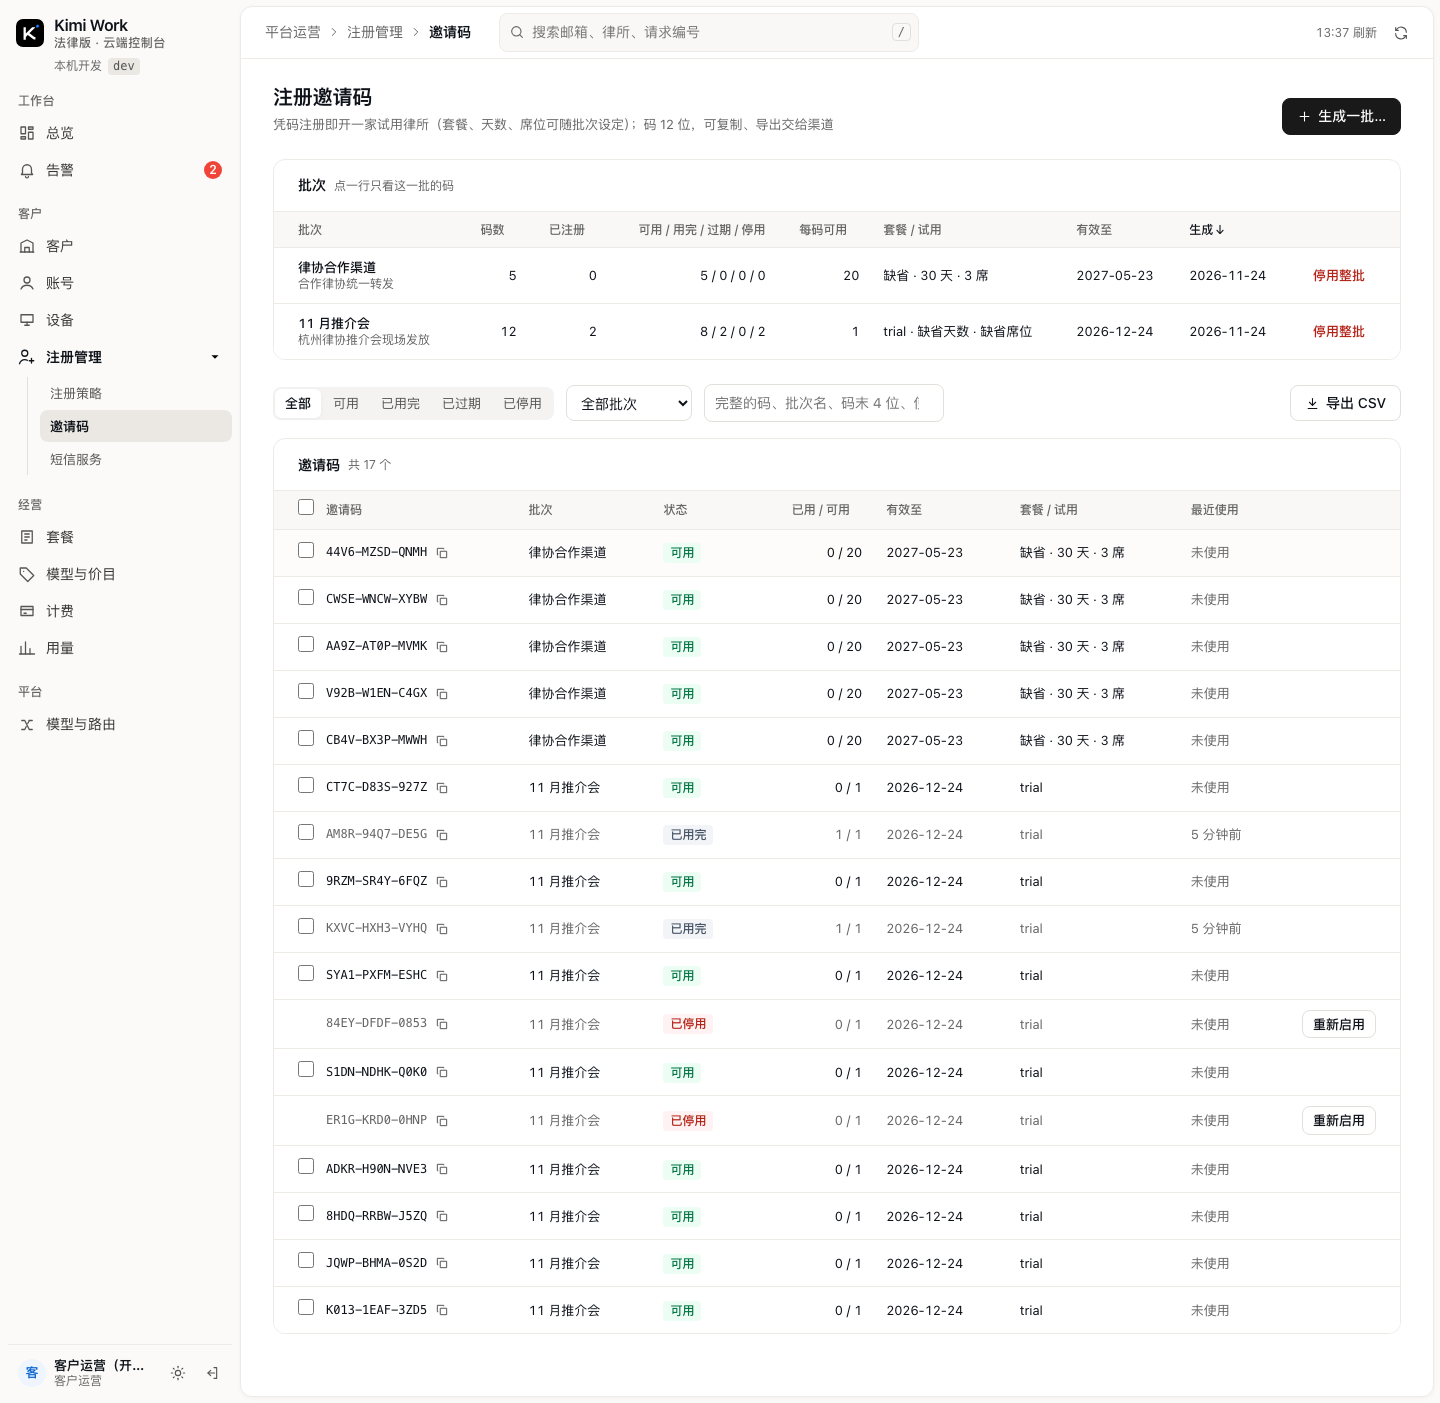 Kimi Work
法律版 · 云端控制台
本机开发 dev
工作台
总览
告警 2
客户
客户
账号
设备
注册管理
注册策略
邀请码
短信服务
经营
套餐
模型与价目
计费
用量
平台
模型与路由
客 客户运营（开...
客户运营
平台运营 > 注册管理 > 邀请码
搜索邮箱、律所、请求编号 /
13:37 刷新
注册邀请码
凭码注册即开一家试用律所（套餐、天数、席位可随批次设定）；码 12 位，可复制、导出交给渠道
+ 生成一批...
批次 点一行只看这一批的码
批次 码数 已注册 可用 / 用完 / 过期 / 停用 每码可用 套餐 / 试用 有效至 生成↓
律协合作渠道 5 0 5 / 0 / 0 / 0 20 缺省 · 30 天 · 3 席 2027-05-23 2026-11-24 停用整批
合作律协统一转发
11 月推介会 12 2 8 / 2 / 0 / 2 1 trial · 缺省天数 · 缺省席位 2026-12-24 2026-11-24 停用整批
杭州律协推介会现场发放
全部 可用 已用完 已过期 已停用 全部批次 完整的码、批次名、码末 4 位、 导出 CSV
邀请码 共 17 个
邀请码 批次 状态 已用 / 可用 有效至 套餐 / 试用 最近使用
44V6-MZSD-QNMH 律协合作渠道 可用 0 / 20 2027-05-23 缺省 · 30 天 · 3 席 未使用
CWSE-WNCW-XYBW 律协合作渠道 可用 0 / 20 2027-05-23 缺省 · 30 天 · 3 席 未使用
AA9Z-AT0P-MVMK 律协合作渠道 可用 0 / 20 2027-05-23 缺省 · 30 天 · 3 席 未使用
V92B-W1EN-C4GX 律协合作渠道 可用 0 / 20 2027-05-23 缺省 · 30 天 · 3 席 未使用
CB4V-BX3P-MWWH 律协合作渠道 可用 0 / 20 2027-05-23 缺省 · 30 天 · 3 席 未使用
CT7C-D83S-927Z 11 月推介会 可用 0 / 1 2026-12-24 trial 未使用
AM8R-94Q7-DE5G 11 月推介会 已用完 1 / 1 2026-12-24 trial 5 分钟前
9RZM-SR4Y-6FQZ 11 月推介会 可用 0 / 1 2026-12-24 trial 未使用
KXVC-HXH3-VYHQ 11 月推介会 已用完 1 / 1 2026-12-24 trial 5 分钟前
SYA1-PXFM-ESHC 11 月推介会 可用 0 / 1 2026-12-24 trial 未使用
84EY-DFDF-0853 11 月推介会 已停用 0 / 1 2026-12-24 trial 未使用 重新启用
S1DN-NDHK-Q0K0 11 月推介会 可用 0 / 1 2026-12-24 trial 未使用
ER1G-KRD0-0HNP 11 月推介会 已停用 0 / 1 2026-12-24 trial 未使用 重新启用
ADKR-H90N-NVE3 11 月推介会 可用 0 / 1 2026-12-24 trial 未使用
8HDQ-RRBW-J5ZQ 11 月推介会 可用 0 / 1 2026-12-24 trial 未使用
JQWP-BHMA-0S2D 11 月推介会 可用 0 / 1 2026-12-24 trial 未使用
K013-1EAF-3ZD5 11 月推介会 可用 0 / 1 2026-12-24 trial 未使用